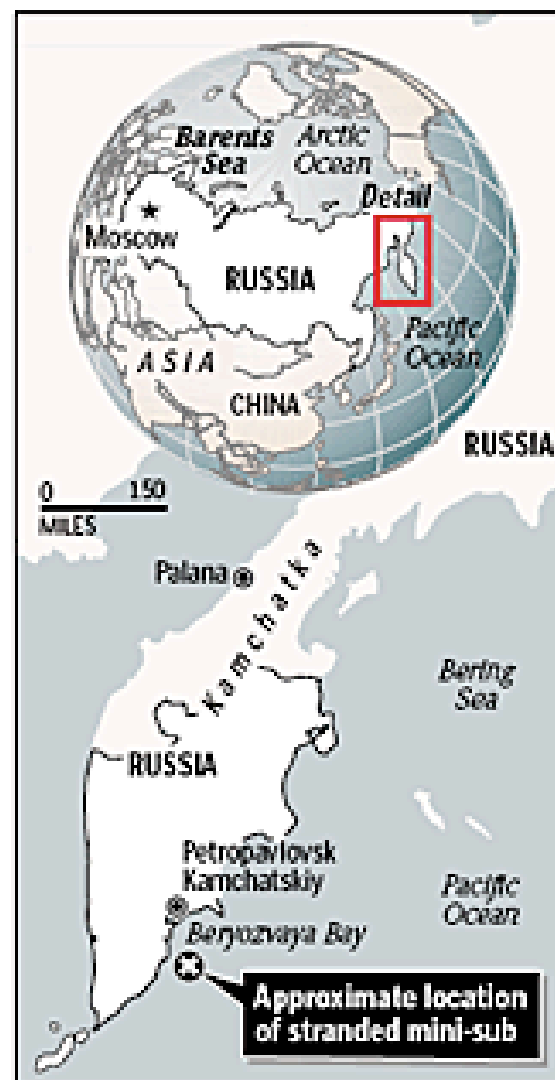 Barents
Sea
Arctic
Ocean
Detail
Moscow
RUSSIA
Pacific
Ocean
ASIA
CHINA
RUSSIA
0 150
MILES
Palana
Kamchatka
Bering
Sea
RUSSIA
Petropavlovsk
Kamchatskiy
Pacific
Ocean
Beryozvaya Bay
Approximate location
of stranded mini-sub